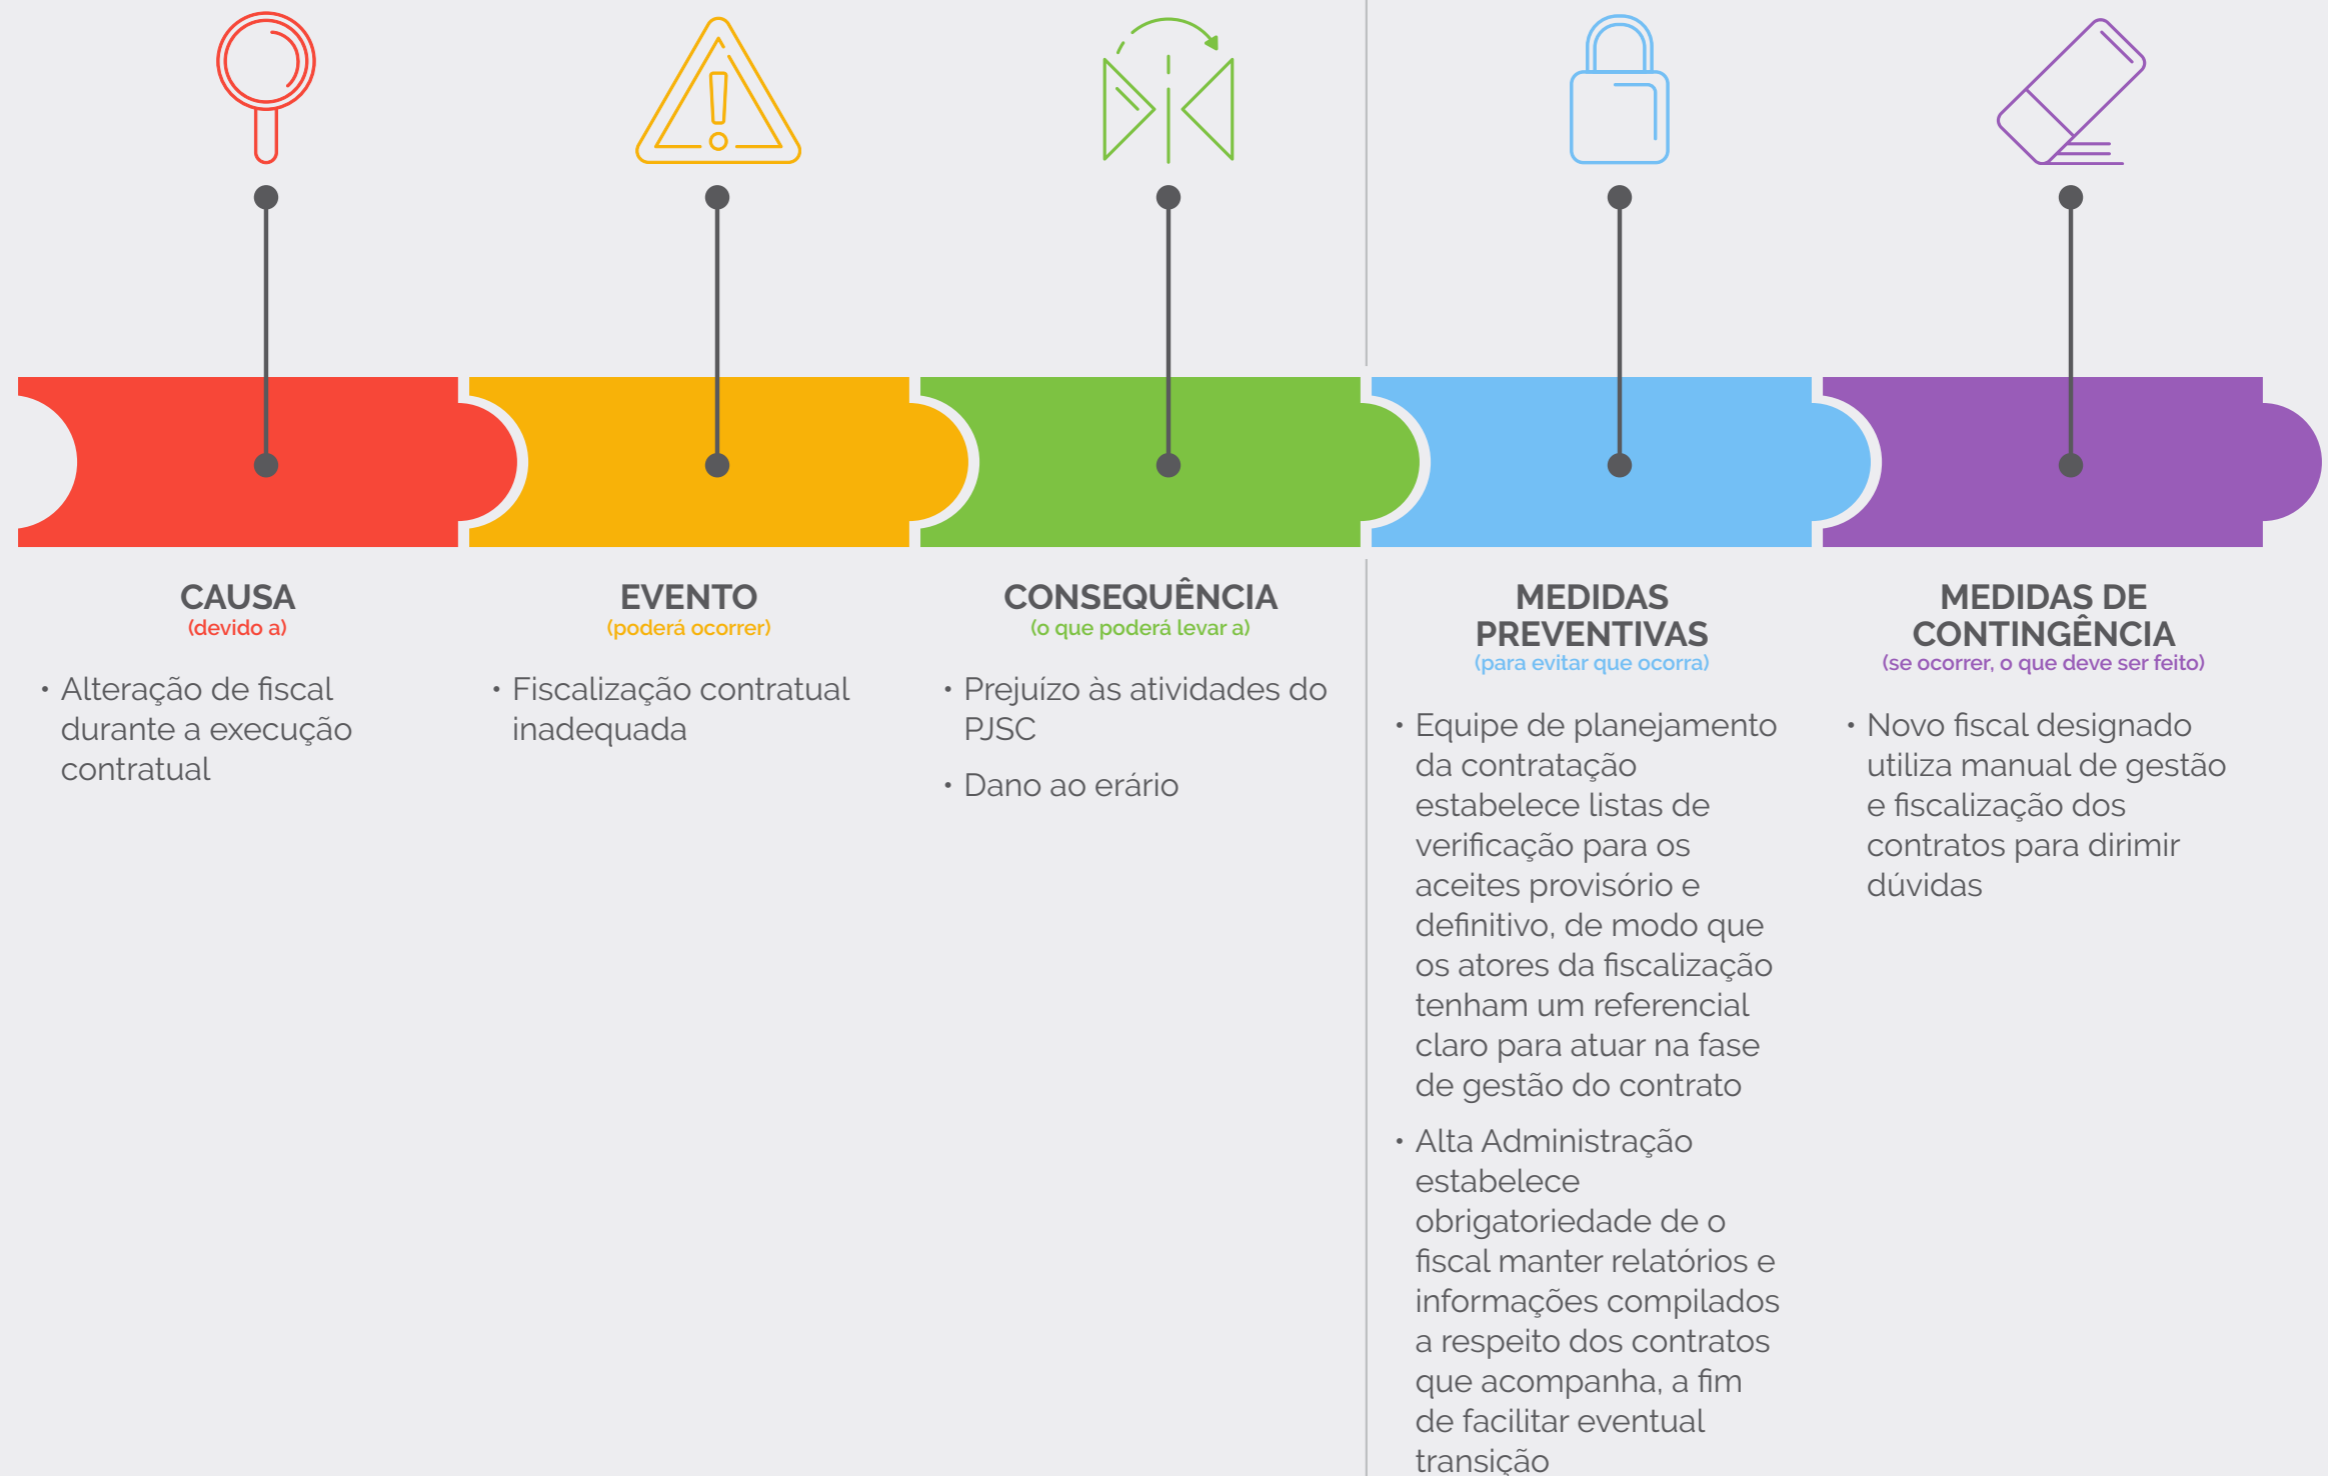 CAUSA
(devido a)
• Alteração de fiscal
durante a execução
contratual
EVENTO
(poderá ocorrer)
• Fiscalização contratual
inadequada
CONSEQUÊNCIA
(o que poderá levar a)
• Prejuízo às atividades do
PJSC
• Dano ao erário
MEDIDAS
PREVENTIVAS
(para evitar que ocorra)
• Equipe de planejamento
da contratação
estabelece listas de
verificação para os
aceites provisório e
definitivo, de modo que
os atores da fiscalização
tenham um referencial
claro para atuar na fase
de gestão do contrato
• Alta Administração
estabelece
obrigatoriedade de o
fiscal manter relatórios e
informações compilados
a respeito dos contratos
que acompanha, a fim
de facilitar eventual
transição
MEDIDAS DE
CONTINGÊNCIA
(se ocorrer, o que deve ser feito)
• Novo fiscal designado
utiliza manual de gestão
e fiscalização dos
contratos para dirimir
dúvidas